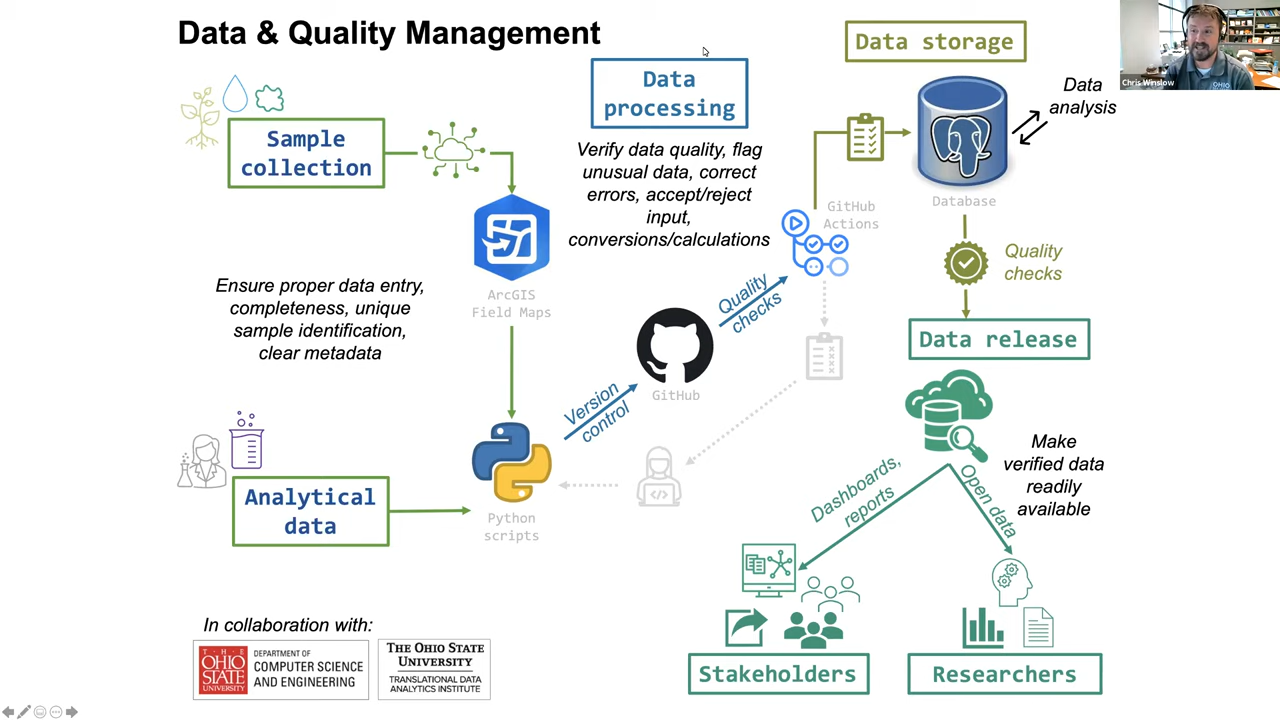 Data & Quality Management
Data storage
Chris Winslow
OHIO
Data
processing
Data
analysis
Sample
collection
Verify data quality, flag
unusual data, correct
errors, accept/reject
input,
conversions/calculations
GitHub
Actions
Database
Quality
checks
Ensure proper data entry,
completeness, unique
sample identification,
clear metadata
ArcGIS
Field Maps
Quality
checks
Data release
GitHub
Version
control
Make
verified data
readily
available
Dashboards,
reports
Open data
Analytical
data
Python
scripts
In collaboration with:
THE
OHIO
STATE
UNIVERSITY
DEPARTMENT OF
COMPUTER SCIENCE
AND ENGINEERING
THE OHIO STATE
UNIVERSITY
TRANSLATIONAL DATA
ANALYTICS INSTITUTE
Stakeholders
Researchers